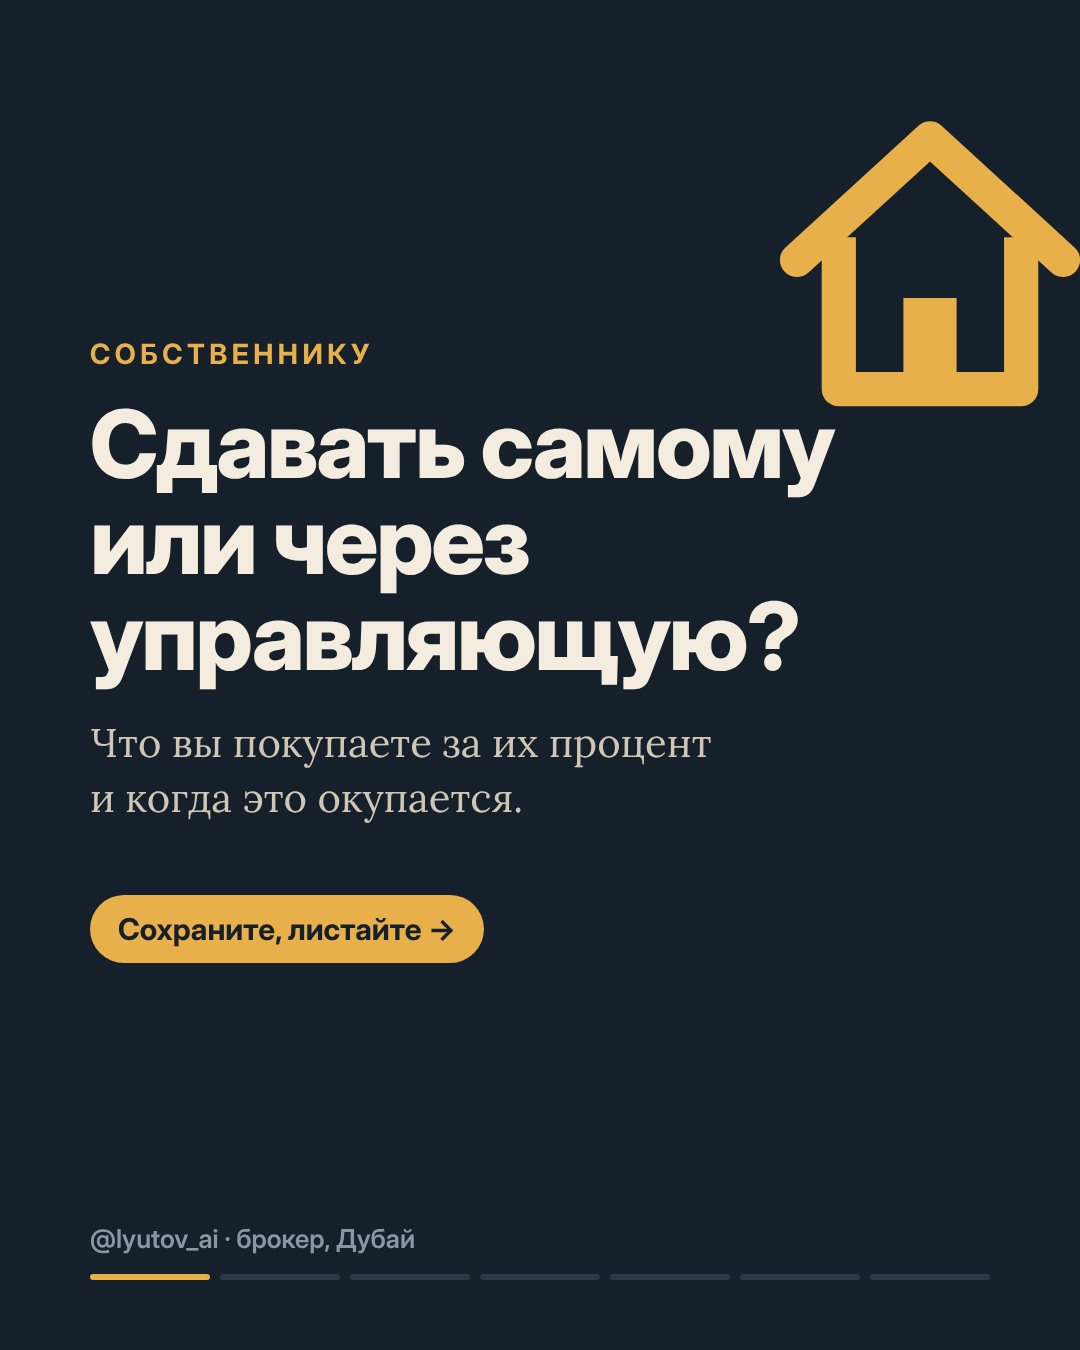 СОБСТВЕННИКУ
Сдавать самому
или через
управляющую?
Что вы покупаете за их процент
и когда это окупается.
Сохраните, листайте →
@lyutov_ai · брокер, Дубай